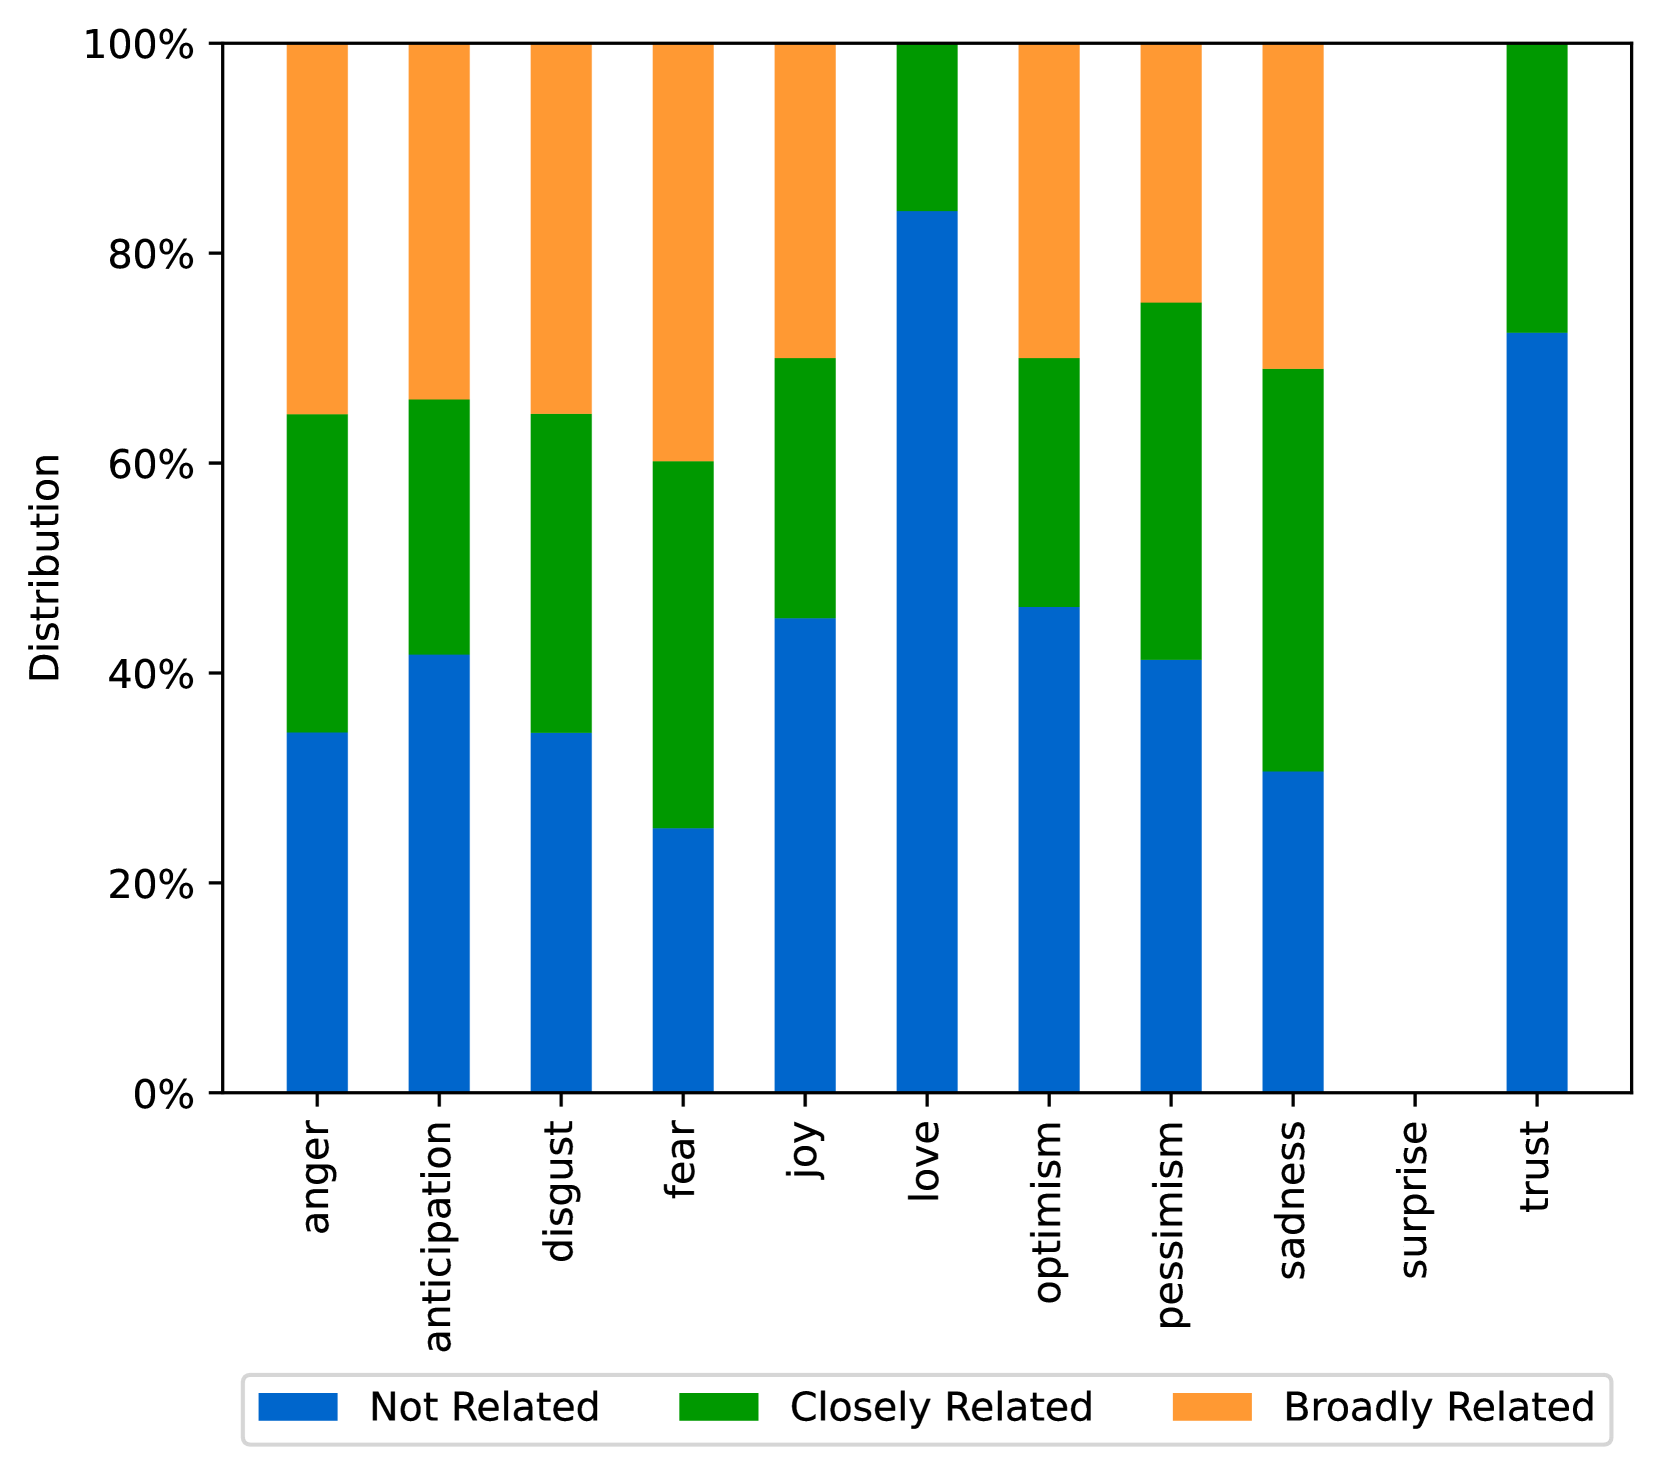 100%
80%
60%
40%
20%
0%
Distribution
anger
anticipation
disgust
fear
joy
love
optimism
pessimism
sadness
surprise
trust
Not Related
Closely Related
Broadly Related